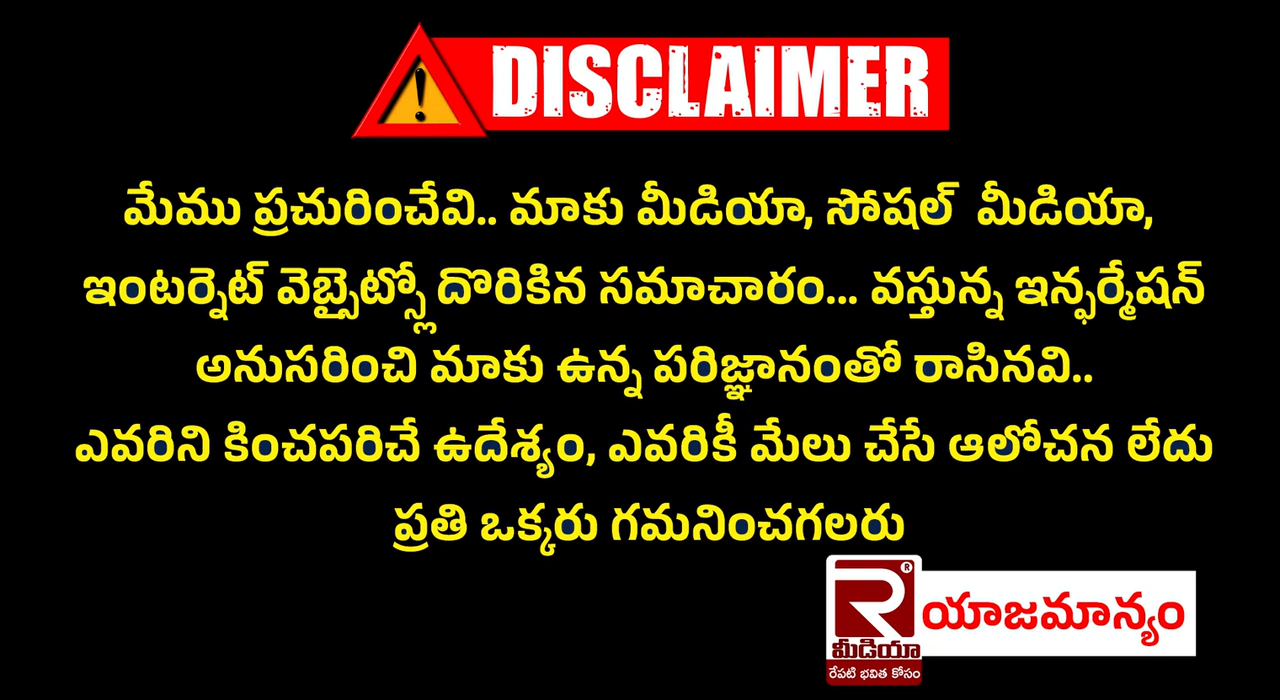 DISCLAIMER
మేము ప్రచురించేవి.. మాకు మీడియా, సోషల్ మీడియా,
ఇంటర్నెట్ వెబ్సైట్స్లో దొరికిన సమాచారం... వస్తున్న ఇన్ఫర్మేషన్
అనుసరించి మాకు ఉన్న పరిజ్ఞానంతో రాసినవి..
ఎవరిని కించపరిచే ఉదేశ్యం, ఎవరికీ మేలు చేసే ఆలోచన లేదు
ప్రతి ఒక్కరు గమనించగలరు
R®
మీడియా
రేపటి భవిత కోసం
యాజమాన్యం